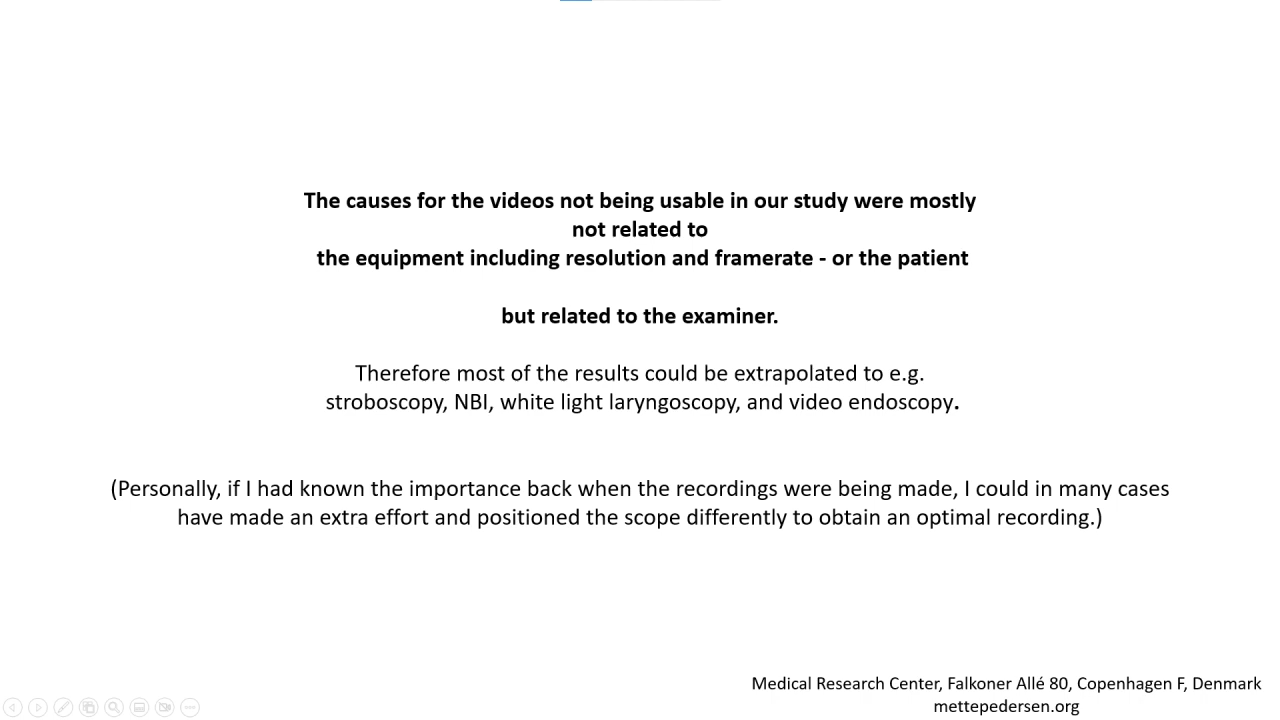 The causes for the videos not being usable in our study were mostly
not related to
the equipment including resolution and framerate - or the patient
but related to the examiner.
Therefore most of the results could be extrapolated to e.g.
stroboscopy, NBI, white light laryngoscopy, and video endoscopy.
(Personally, if I had known the importance back when the recordings were being made, I could in many cases
have made an extra effort and positioned the scope differently to obtain an optimal recording.)
Medical Research Center, Falkoner Allé 80, Copenhagen F, Denmark
mettepedersen.org